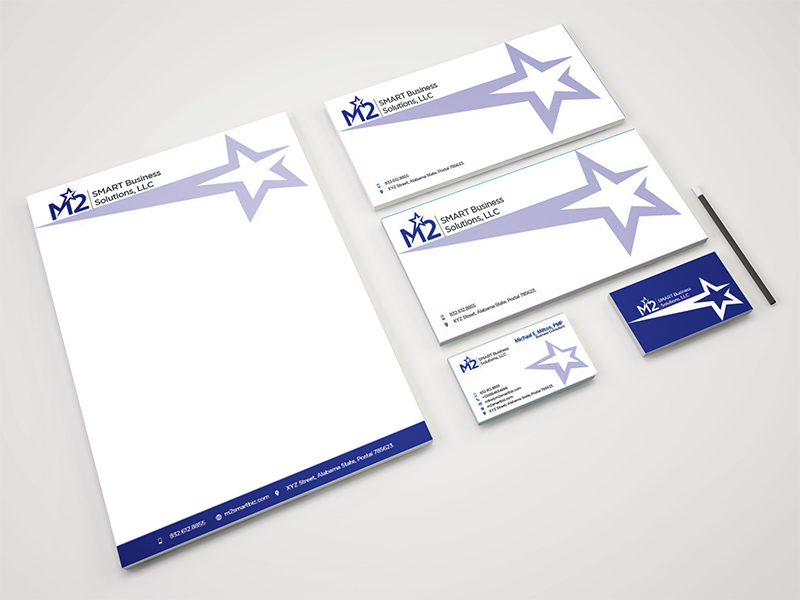 M2
SMART Business
Solutions, LLC
832.612.8855
m2smartbiz.com
XYZ Street, Alabama State, Postal 785623.
M2
SMART Business
Solutions, LLC
832.612.8855
XYZ Street, Alabama State, Postal 785623.
M2
SMART Business
Solutions, LLC
832.612.8855
XYZ Street, Alabama State, Postal 785623.
Michael E. Milton, PMP
Business Consultant
M2
SMART Business
Solutions, LLC
832.612.8855
m2smartbiz.com
XYZ Street, Alabama State, Postal 785623.
M2
SMART Business
Solutions, LLC